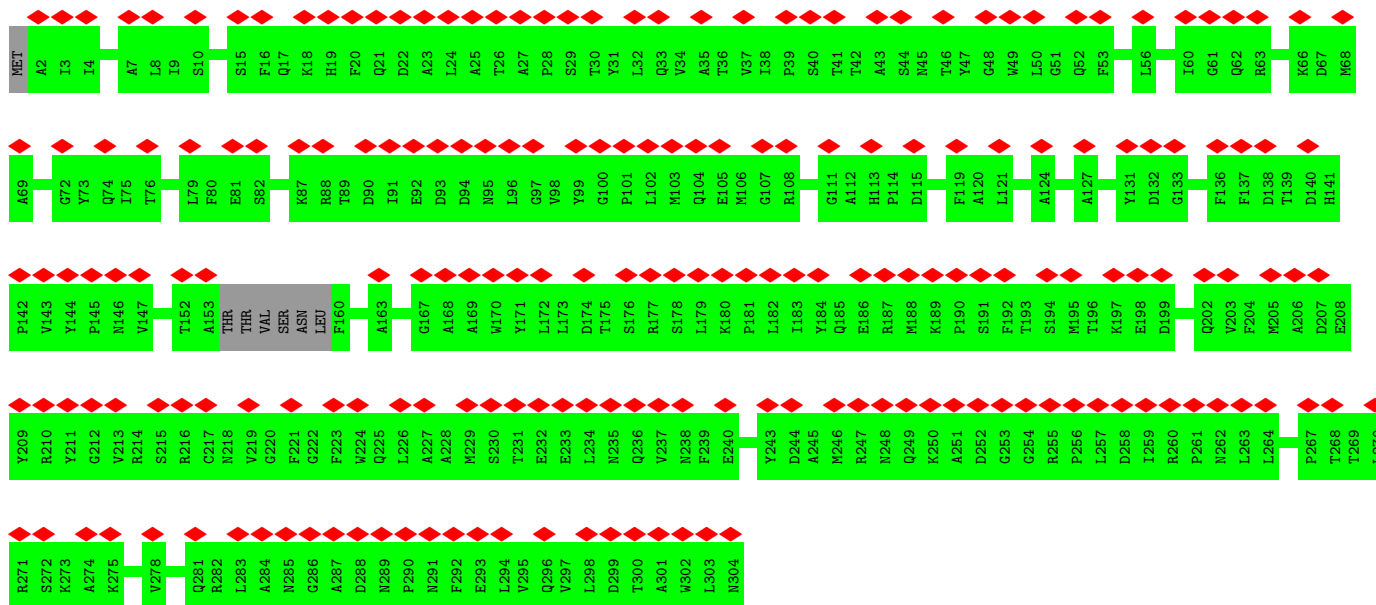 MET A2 I3 I4 A7 L8 I9 S10 S15 F16 Q17 K18 H19 F20 Q21 D22 A23 L24 A25 T26 A27 P28 S29 T30 Y31 L32 Q33 V34 A35 T36 V37 I38 P39 S40 T41 T42 A43 S44 N45 T46 Y47 G48 W49 L50 G51 Q52 F53 L56 I60 G61 Q62 R63 K66 D67 M68
A69 G72 Y73 Q74 I75 T76 L79 F80 E81 S82 K87 R88 T89 D90 I91 E92 D93 D94 N95 L96 G97 V98 Y99 G100 P101 L102 M103 Q104 E105 M106 G107 R108 G111 A112 H113 P114 D115 F119 A120 L121 A124 A127 Y131 D132 G133 F136 F137 D138 T139 D140 H141
P142 V143 Y144 P145 N146 V147 T152 A153 THR THR VAL SER ASN LEU F160 A163 G167 A168 A169 W170 Y171 L172 L173 D174 T175 S176 R177 S178 L179 K180 P181 L182 I183 Y184 Q185 E186 R187 M188 K189 P190 S191 F192 T193 S194 M195 T196 K197 E198 D199 Q202 V203 F204 M205 A206 D207 E208
Y209 R210 Y211 G212 V213 R214 S215 R216 C217 N218 V219 G220 F221 G222 F223 W224 Q225 L226 A227 A228 M229 S230 T231 E232 E233 L234 N235 Q236 V237 N238 F239 E240 Y243 D244 A245 M246 R247 N248 Q249 K250 A251 D252 G253 G254 R255 P256 L257 D258 I259 R260 P261 N262 L263 L264 P267 T268 T269 L270
R271 S272 K273 A274 K275 V278 Q281 R282 L283 A284 N285 G286 A287 D288 N289 P290 N291 F292 E293 L294 V295 Q296 V297 L298 D299 T300 A301 W302 L303 N304